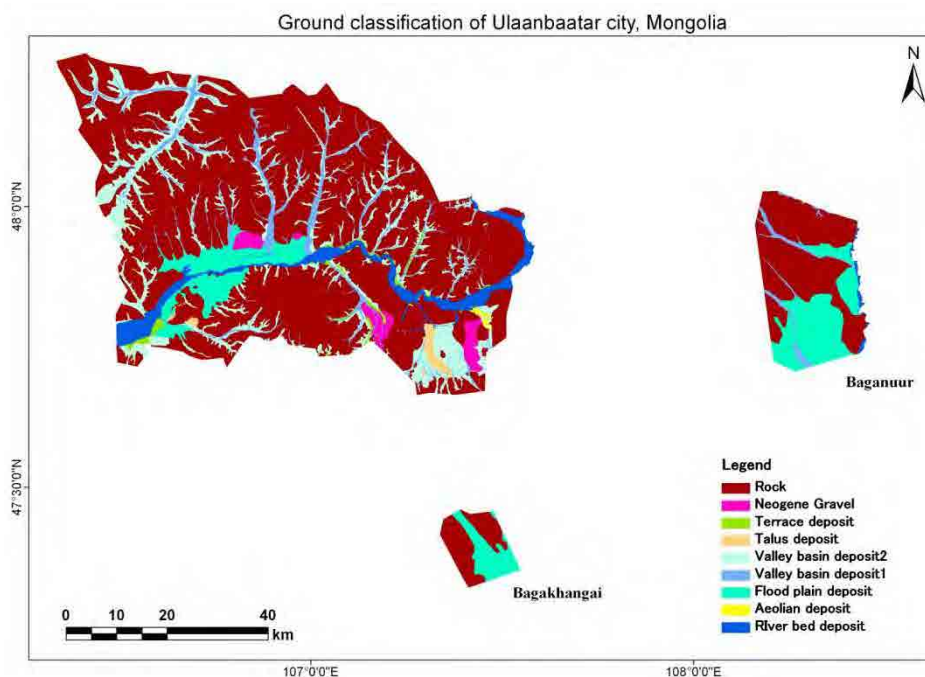 Ground classification of Ulaanbaatar city, Mongolia
N
48°0'0"N
Baganuur
47°30'0"N
Legend
Rock
Neogene Gravel
Terrace deposit
Talus deposit
Valley basin deposit2
Valley basin deposit1
Flood plain deposit
Aeolian deposit
RIver bed deposit
Bagakhangai
0 10 20 40
km
107°0'0"E 108°0'0"E